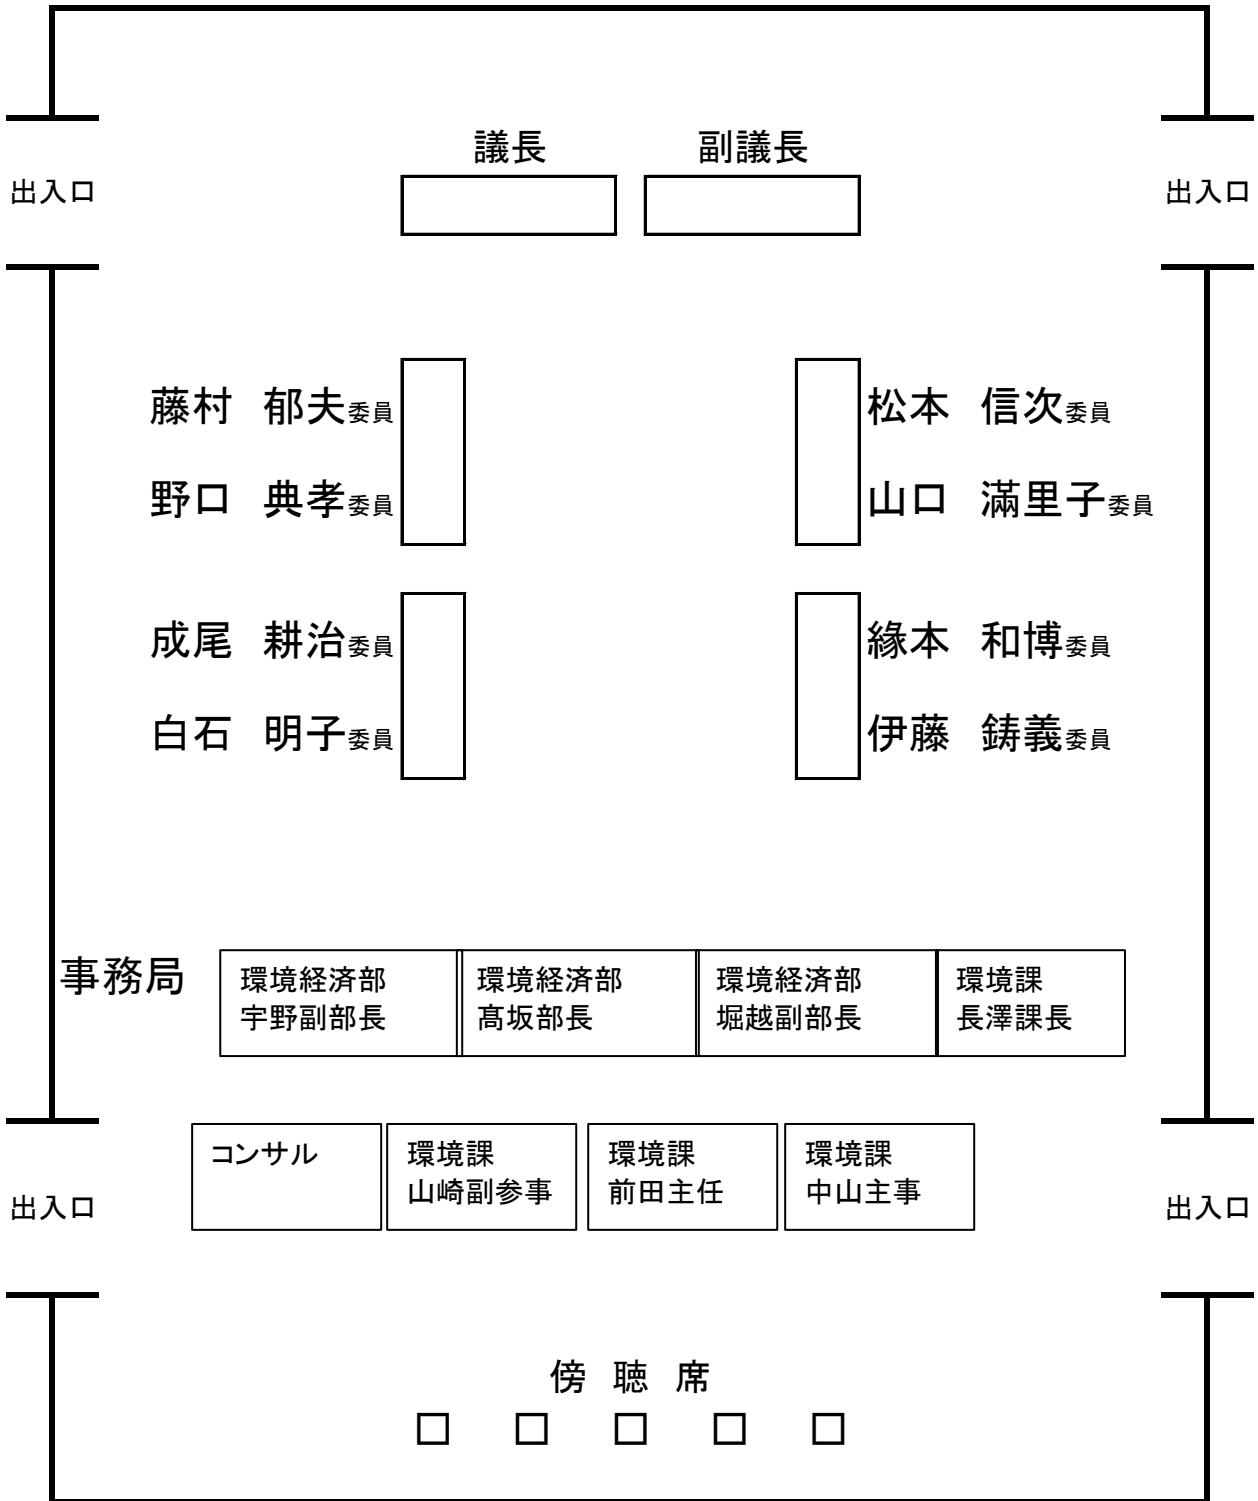 議長 副議長
出入口 出入口
藤村 郁夫委員 松本 信次委員
野口 典孝委員 山口 滿里子委員
成尾 耕治委員 緣本 和博委員
白石 明子委員 伊藤 鋳義委員
事務局
環境経済部
宇野副部長
環境経済部
髙坂部長
環境経済部
堀越副部長
環境課
長澤課長
コンサル
環境課
山崎副参事
環境課
前田主任
環境課
中山主事
出入口 出入口
傍 聴 席